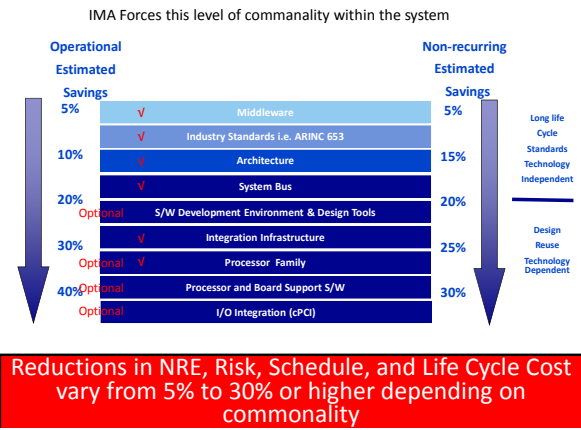 IMA Forces this level of commanality within the system
Operational
Estimated
Savings
Non-recurring
Estimated
Savings
5% √ Middleware 5%
√ Industry Standards i.e. ARINC 653
10% √ Architecture 15%
√ System Bus
20% 20%
Optional S/W Development Environment & Design Tools
√ Integration Infrastructure
30% 25%
Optional √ Processor Family
40% Optional Processor and Board Support S/W 30%
Optional I/O Integration (cPCI)
Long life
Cycle
Standards
Technology
Independent
Design
Reuse
Technology
Dependent
Reductions in NRE, Risk, Schedule, and Life Cycle Cost
vary from 5% to 30% or higher depending on
commonality